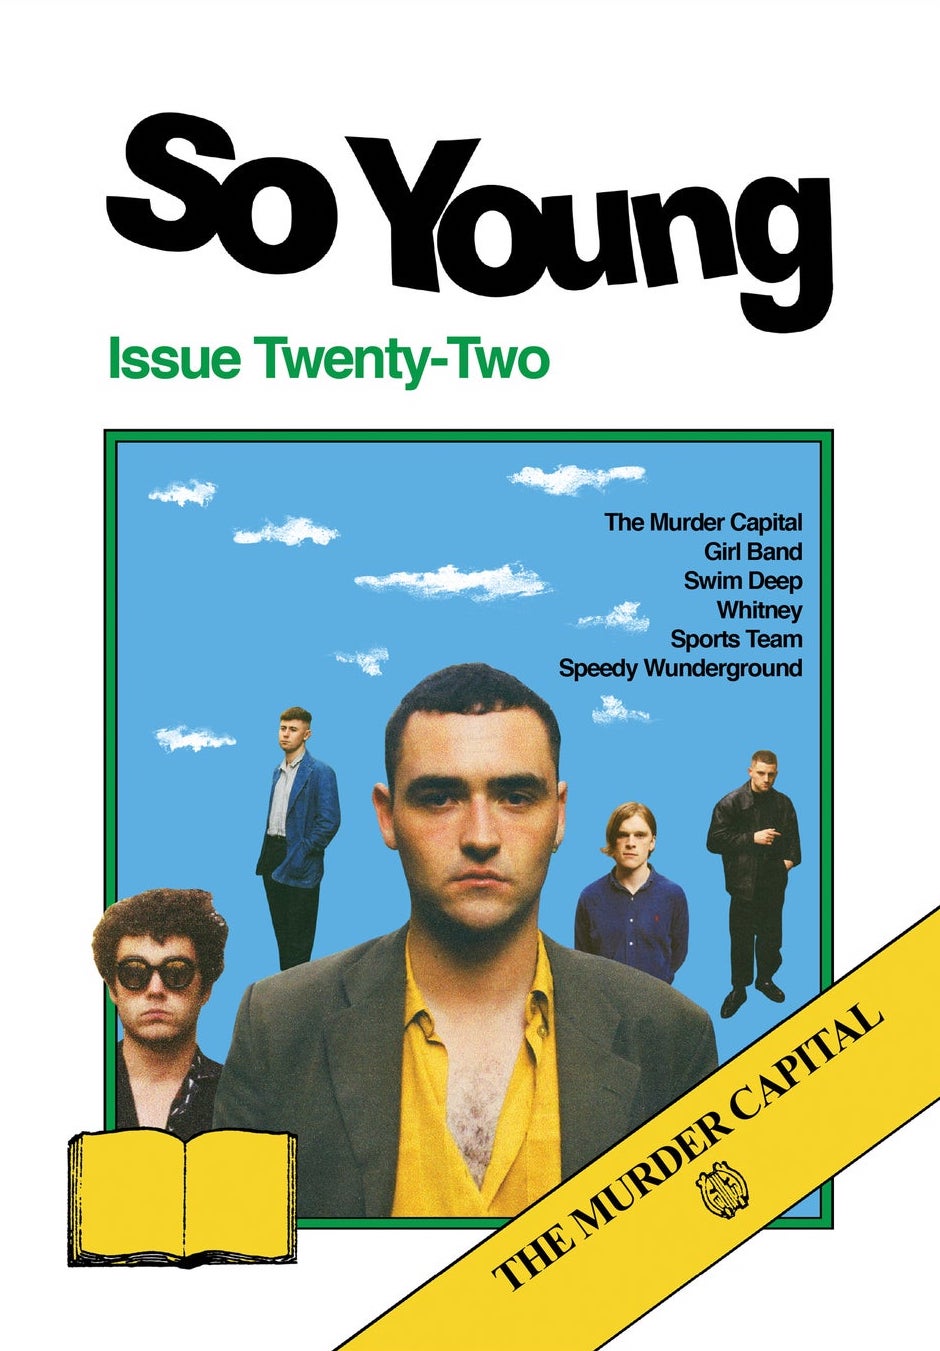 So Young
Issue Twenty-Two
The Murder Capital
Girl Band
Swim Deep
Whitney
Sports Team
Speedy Wunderground
THE MURDER CAPITAL